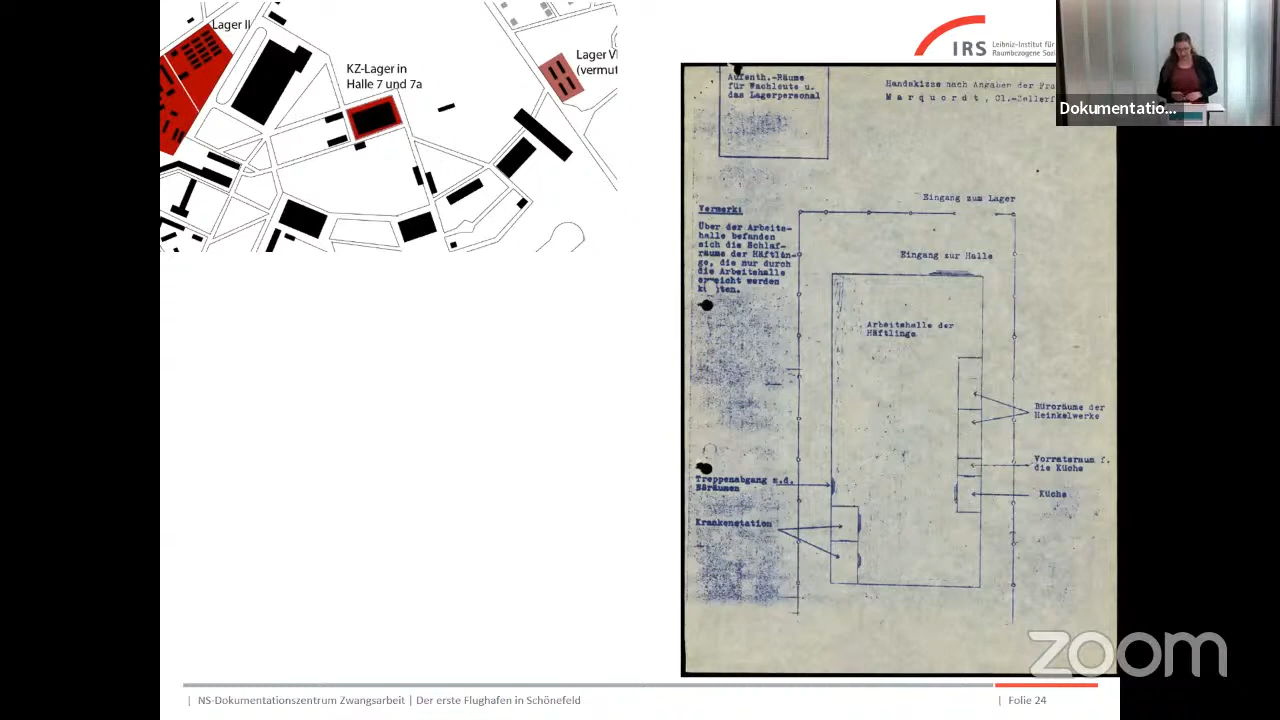 Lager II
KZ-Lager in
Halle 7 und 7a
Lager VI
(vermut
IRS
Leibniz-Institut für
Raumbezogene Sozi
Dokumentatio...
Aufenth.-Räume
für Wachleute u.
das Lagerpersonal
Handskizze nach Angaben der Fra
Marquordt, Cl.-Zellerf
Eingang zum Lager
Vermerk:
Über der Arbeits-
halle befanden
sich die Schlaf-
räume der Häftlin-
ge, die nur durch
die Arbeitshalle
erreicht werden
Eingang zur Halle
Arbeitshalle der
Häftlinge
Büroräume der
Heinkelwerke
Vorratsraum f.
die Küche
Küche
Treppenabgang z.d.
Krankenstation
zoom
| NS-Dokumentationszentrum Zwangsarbeit | Der erste Flughafen in Schönefeld
| Folie 24